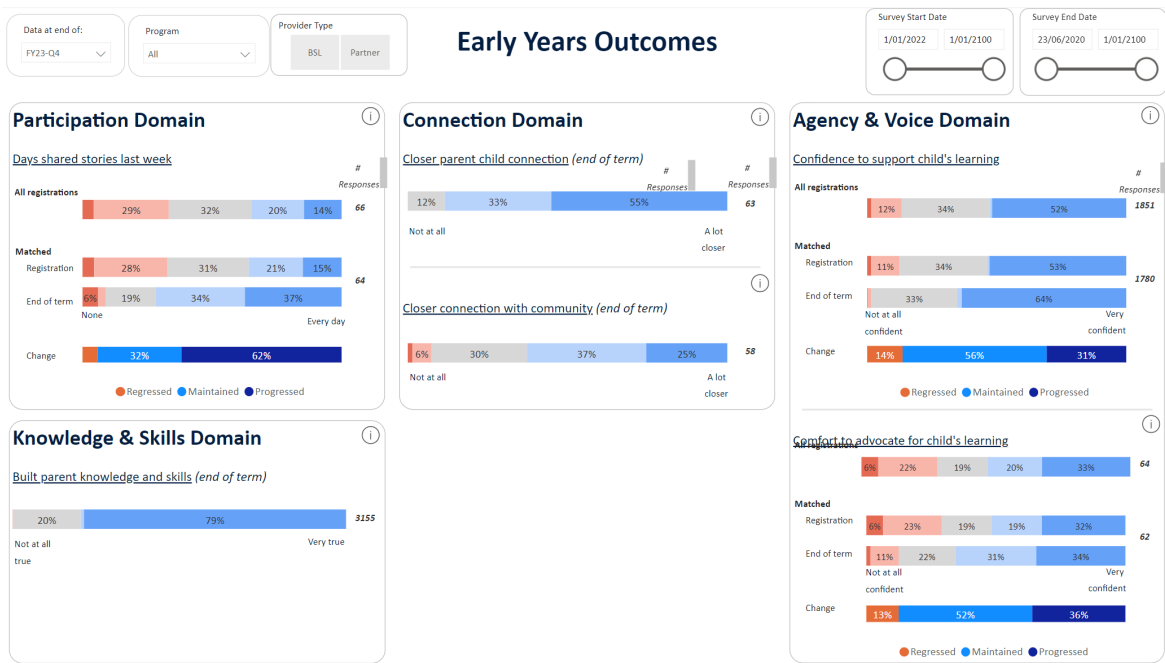 Data at end of:
FY23-Q4
Program
All
Provider Type
BSL Partner
Early Years Outcomes
Survey Start Date
1/01/2022 1/01/2100
Survey End Date
23/06/2020 1/01/2100
Participation Domain
Days shared stories last week
#
Responses
All registrations
29% 32% 20% 14% 66
Matched
Registration 28% 31% 21% 15%
64
End of term 6% 19% 34% 37%
None
Every day
Change 32% 62%
Regressed Maintained Progressed
Connection Domain
Closer parent child connection (end of term)
#
Responses
#
Responses
12% 33% 55% 63
Not at all
A lot
closer
Closer connection with community (end of term)
6% 30% 37% 25% 58
Not at all
A lot
closer
Agency & Voice Domain
Confidence to support child's learning
#
Responses
All registrations
12% 34% 52% 1851
Matched
Registration 11% 34% 53%
1780
End of term 33% 64%
Not at all
confident
Very
confident
Change 14% 56% 31%
Regressed Maintained Progressed
Comfort to advocate for child's learning
All registrations
6% 22% 19% 20% 33% 64
Matched
Registration 6% 23% 19% 19% 32%
62
End of term 11% 22% 31% 34%
Not at all
confident
Very
confident
Change 13% 52% 36%
Regressed Maintained Progressed
Knowledge & Skills Domain
Built parent knowledge and skills (end of term)
20% 79% 3155
Not at all
true
Very true